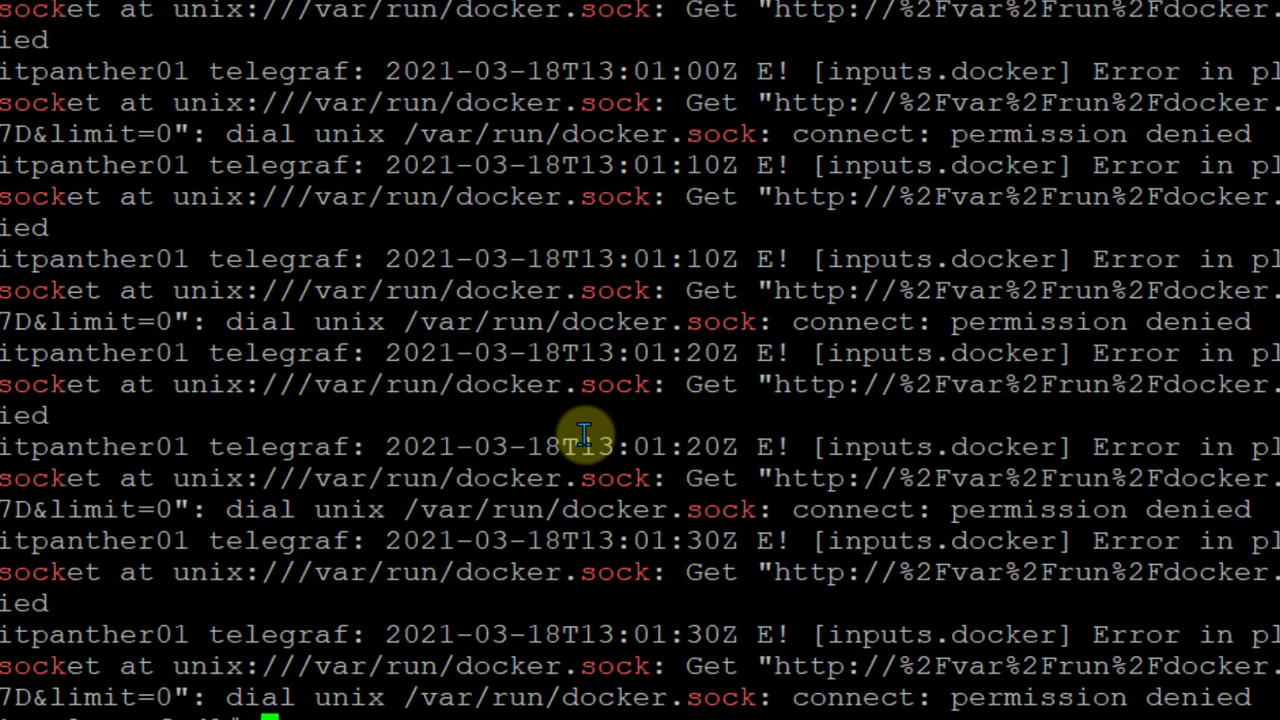 socket at unix:///var/run/docker.sock: Get "http://%2Fvar%2Frun%2Fdocker.
ied
itpanther01 telegraf: 2021-03-18T13:01:00Z E! [inputs.docker] Error in pl
socket at unix:///var/run/docker.sock: Get "http://%2Fvar%2Frun%2Fdocker.
7D&limit=0": dial unix /var/run/docker.sock: connect: permission denied
itpanther01 telegraf: 2021-03-18T13:01:10Z E! [inputs.docker] Error in pl
socket at unix:///var/run/docker.sock: Get "http://%2Fvar%2Frun%2Fdocker.
ied
itpanther01 telegraf: 2021-03-18T13:01:10Z E! [inputs.docker] Error in pl
socket at unix:///var/run/docker.sock: Get "http://%2Fvar%2Frun%2Fdocker.
7D&limit=0": dial unix /var/run/docker.sock: connect: permission denied
itpanther01 telegraf: 2021-03-18T13:01:20Z E! [inputs.docker] Error in pl
socket at unix:///var/run/docker.sock: Get "http://%2Fvar%2Frun%2Fdocker.
ied
itpanther01 telegraf: 2021-03-18T13:01:20Z E! [inputs.docker] Error in pl
socket at unix:///var/run/docker.sock: Get "http://%2Fvar%2Frun%2Fdocker.
7D&limit=0": dial unix /var/run/docker.sock: connect: permission denied
itpanther01 telegraf: 2021-03-18T13:01:30Z E! [inputs.docker] Error in pl
socket at unix:///var/run/docker.sock: Get "http://%2Fvar%2Frun%2Fdocker.
ied
itpanther01 telegraf: 2021-03-18T13:01:30Z E! [inputs.docker] Error in pl
socket at unix:///var/run/docker.sock: Get "http://%2Fvar%2Frun%2Fdocker.
7D&limit=0": dial unix /var/run/docker.sock: connect: permission denied